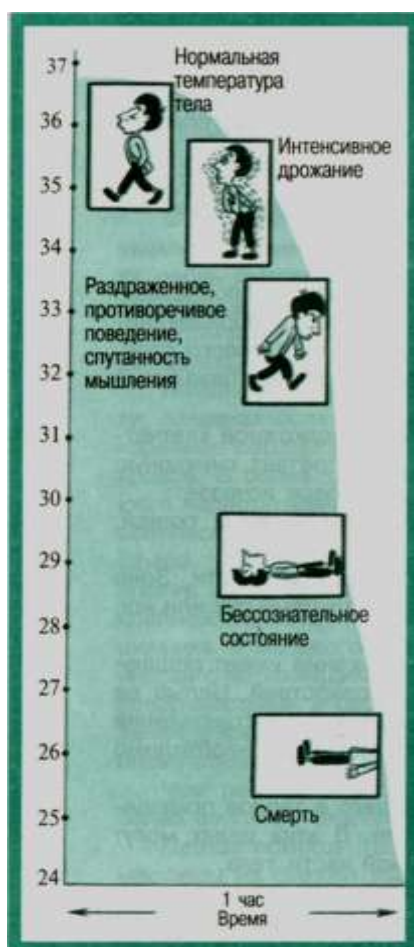 37
Нормальная
температура
тела
36
Интенсивное
дрожание
35
34
Раздраженное,
противоречивое
поведение,
спутанность
мышления
33
32
31
30
29
Бессознательное
состояние
28
27
26
25
Смерть
24
1 час
Время